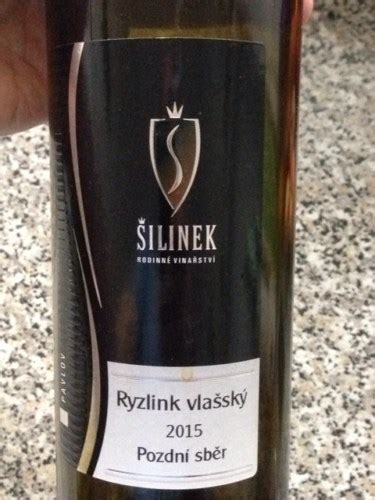 ŠILINEK
RODINNÉ VINAŘSTVÍ
PAVLOV
Ryzlink vlašský
2015
Pozdní sběr